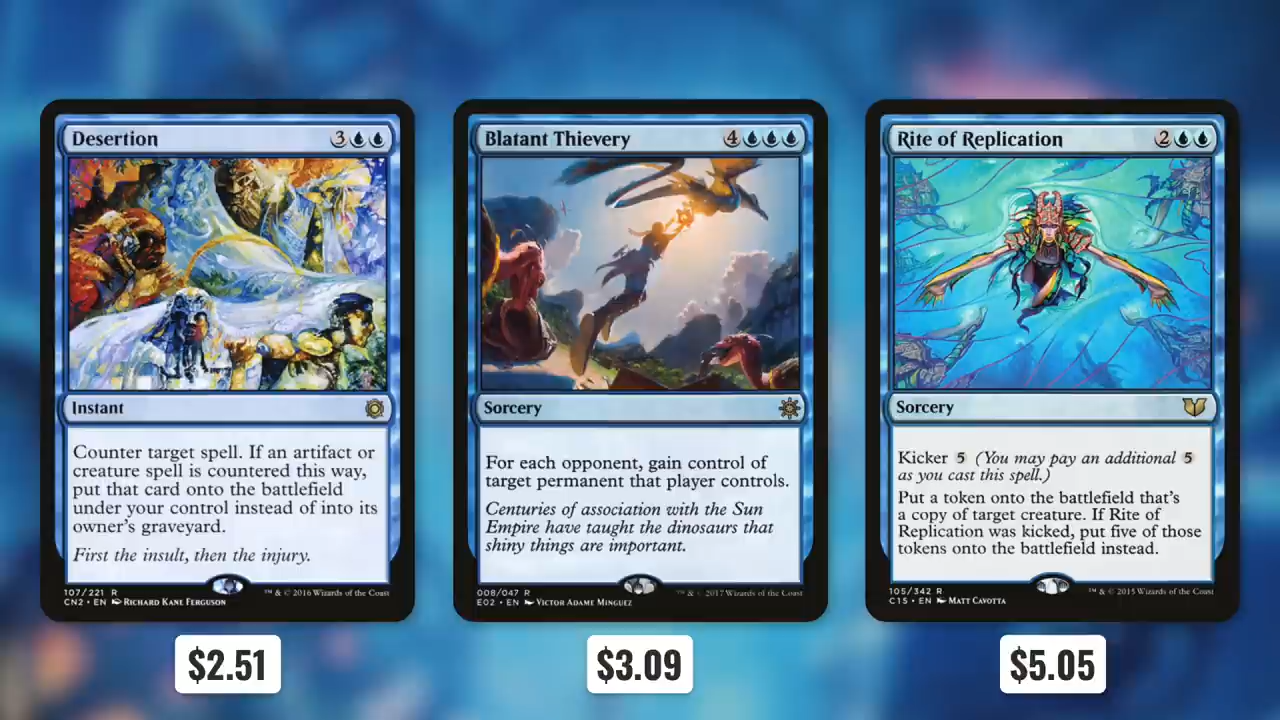 Desertion 3
Instant
Counter target spell. If an artifact or
creature spell is countered this way,
put that card onto the battlefield
under your control instead of into its
owner's graveyard.
First the insult, then the injury.
107/221 R
CN2 • EN Richard Kane Ferguson
™ & © 2016 Wizards of the Coast
$2.51
Blatant Thievery 4
Sorcery
For each opponent, gain control of
target permanent that player controls.
Centuries of association with the Sun
Empire have taught the dinosaurs that
shiny things are important.
008/047 R
E02 • EN Victor Adame Minguez
™ & © 2017 Wizards of the Coast
$3.09
Rite of Replication 2
Sorcery
Kicker 5 (You may pay an additional 5
as you cast this spell.)
Put a token onto the battlefield that's
a copy of target creature. If Rite of
Replication was kicked, put five of those
tokens onto the battlefield instead.
105/342 R
C15 • EN Matt Cavotta
™ & © 2015 Wizards of the Coast
$5.05